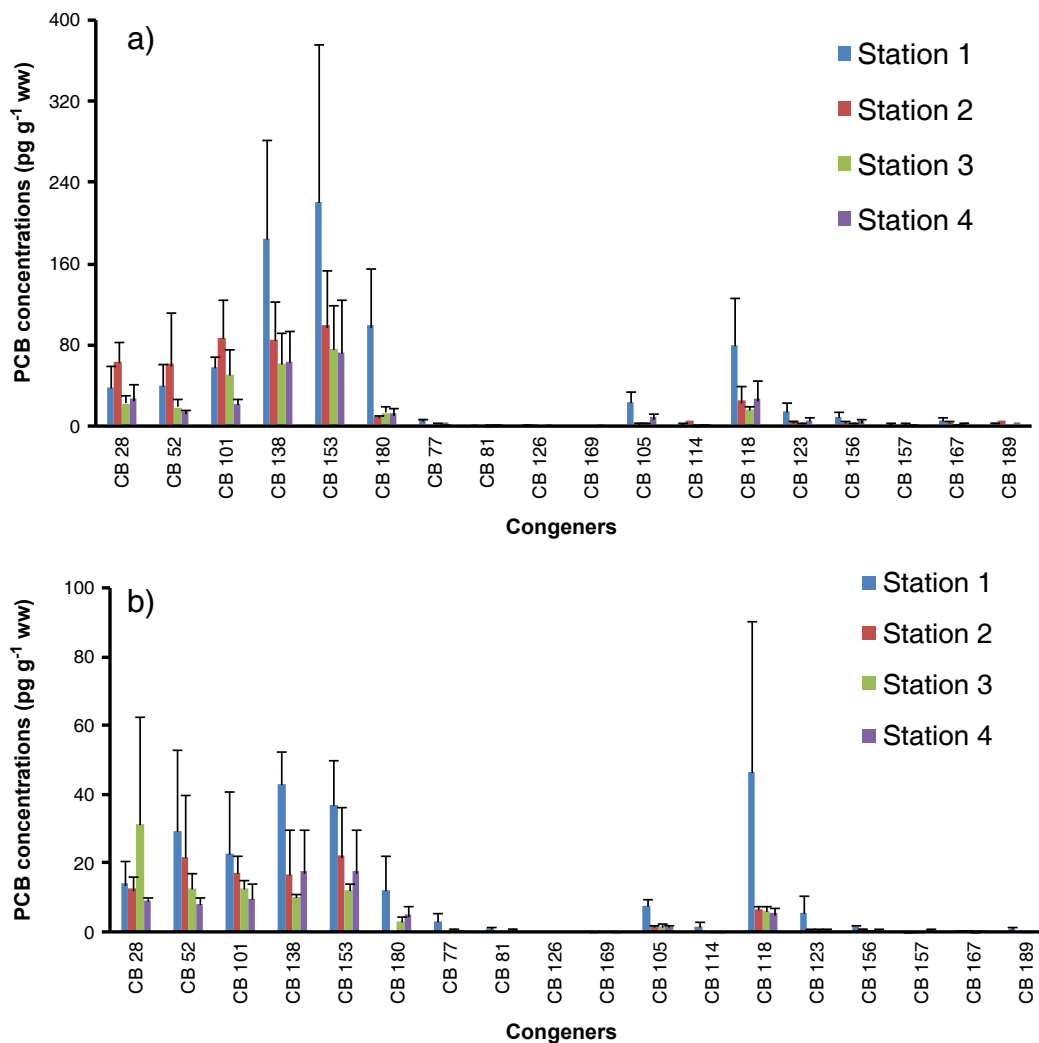 a)
Station 1
Station 2
Station 3
Station 4
PCB concentrations (pg g⁻¹ ww)
400
320
240
160
80
0
CB 28
CB 52
CB 101
CB 138
CB 153
CB 180
CB 77
CB 81
CB 126
CB 169
CB 105
CB 114
CB 118
CB 123
CB 156
CB 157
CB 167
CB 189
Congeners
b)
Station 1
Station 2
Station 3
Station 4
PCB concentrations (pg g⁻¹ ww)
100
80
60
40
20
0
CB 28
CB 52
CB 101
CB 138
CB 153
CB 180
CB 77
CB 81
CB 126
CB 169
CB 105
CB 114
CB 118
CB 123
CB 156
CB 157
CB 167
CB 189
Congeners